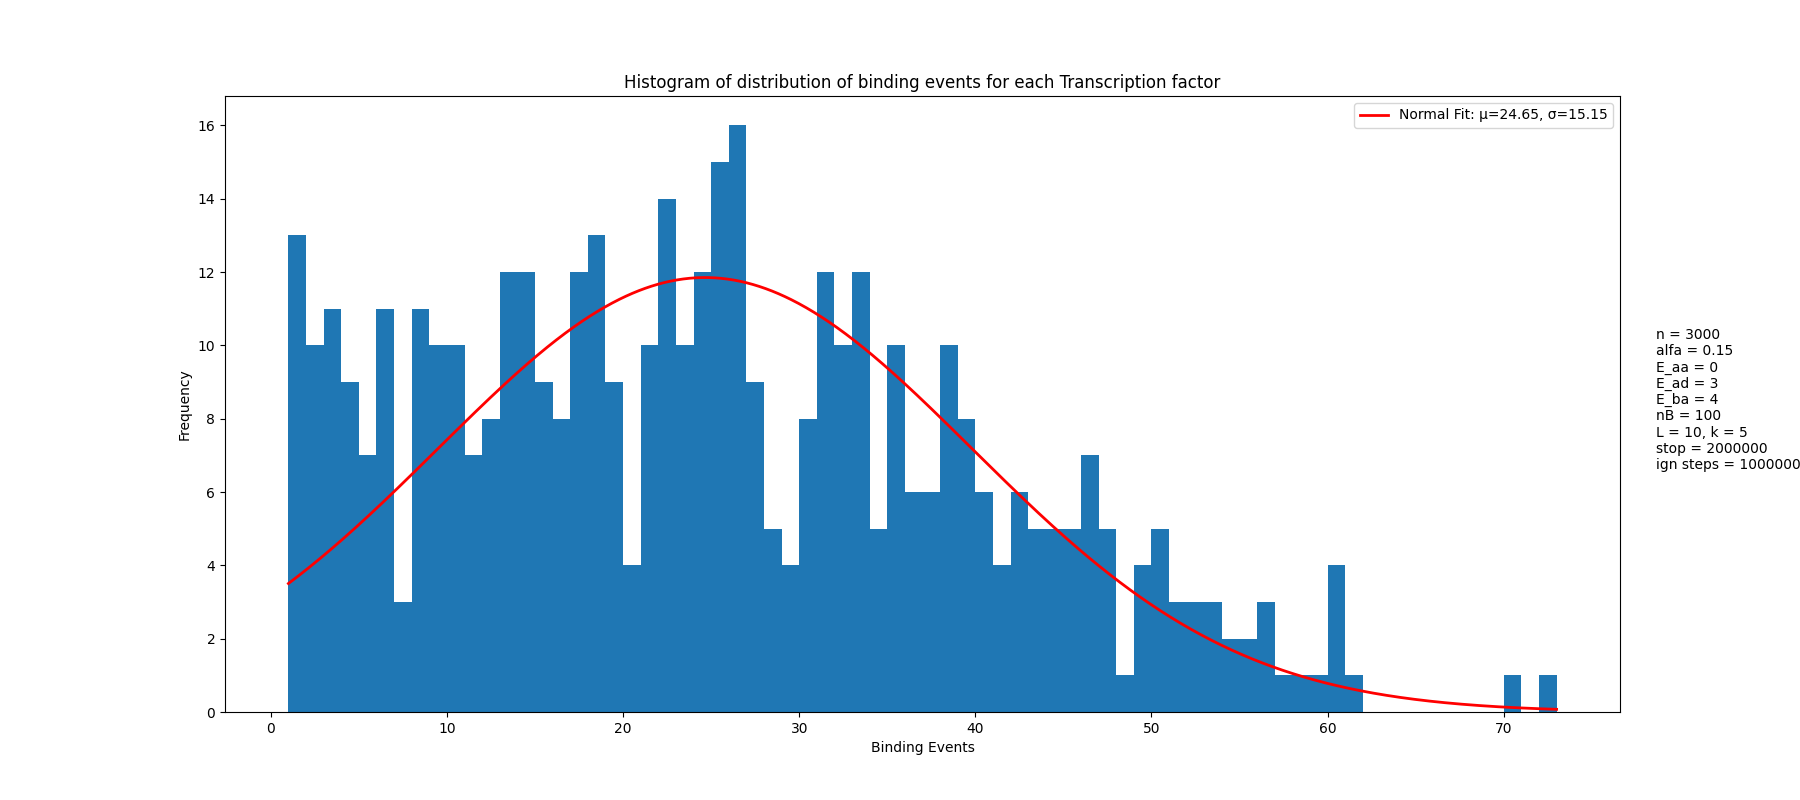 Histogram of distribution of binding events for each Transcription factor
Normal Fit: μ=24.65, σ=15.15
16
14
12
10
8
6
4
2
0
Frequency
0 10 20 30 40 50 60 70
Binding Events
n = 3000
alfa = 0.15
E_aa = 0
E_ad = 3
E_ba = 4
nB = 100
L = 10, k = 5
stop = 2000000
ign steps = 1000000